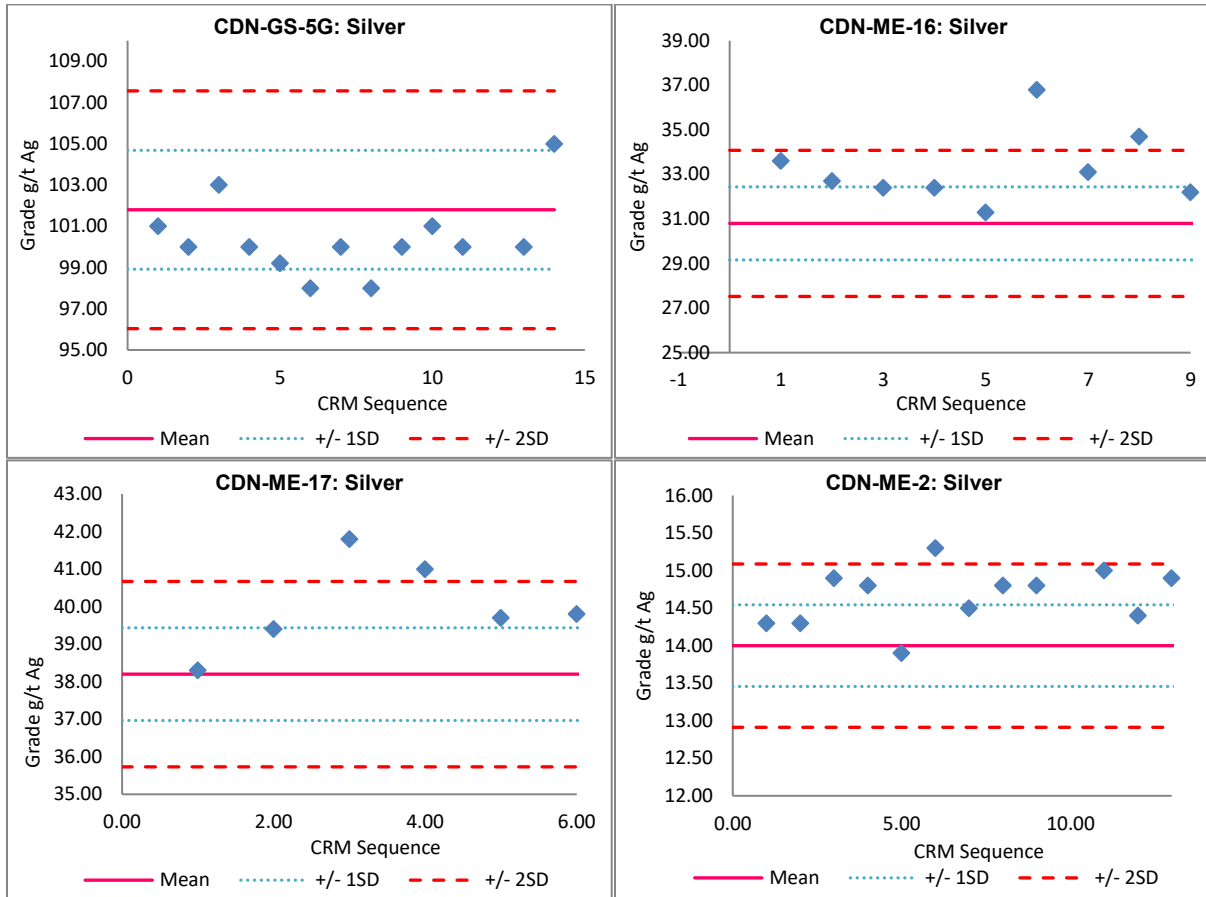 CDN-GS-5G: Silver
Grade g/t Ag
109.00
107.00
105.00
103.00
101.00
99.00
97.00
95.00
0 5 10 15
CRM Sequence
Mean +/- 1SD +/- 2SD
CDN-ME-16: Silver
Grade g/t Ag
39.00
37.00
35.00
33.00
31.00
29.00
27.00
25.00
-1 1 3 5 7 9
CRM Sequence
Mean +/- 1SD +/- 2SD
CDN-ME-17: Silver
Grade g/t Ag
43.00
42.00
41.00
40.00
39.00
38.00
37.00
36.00
35.00
0.00 2.00 4.00 6.00
CRM Sequence
Mean +/- 1SD +/- 2SD
CDN-ME-2: Silver
Grade g/t Ag
16.00
15.50
15.00
14.50
14.00
13.50
13.00
12.50
12.00
0.00 5.00 10.00
CRM Sequence
Mean +/- 1SD +/- 2SD